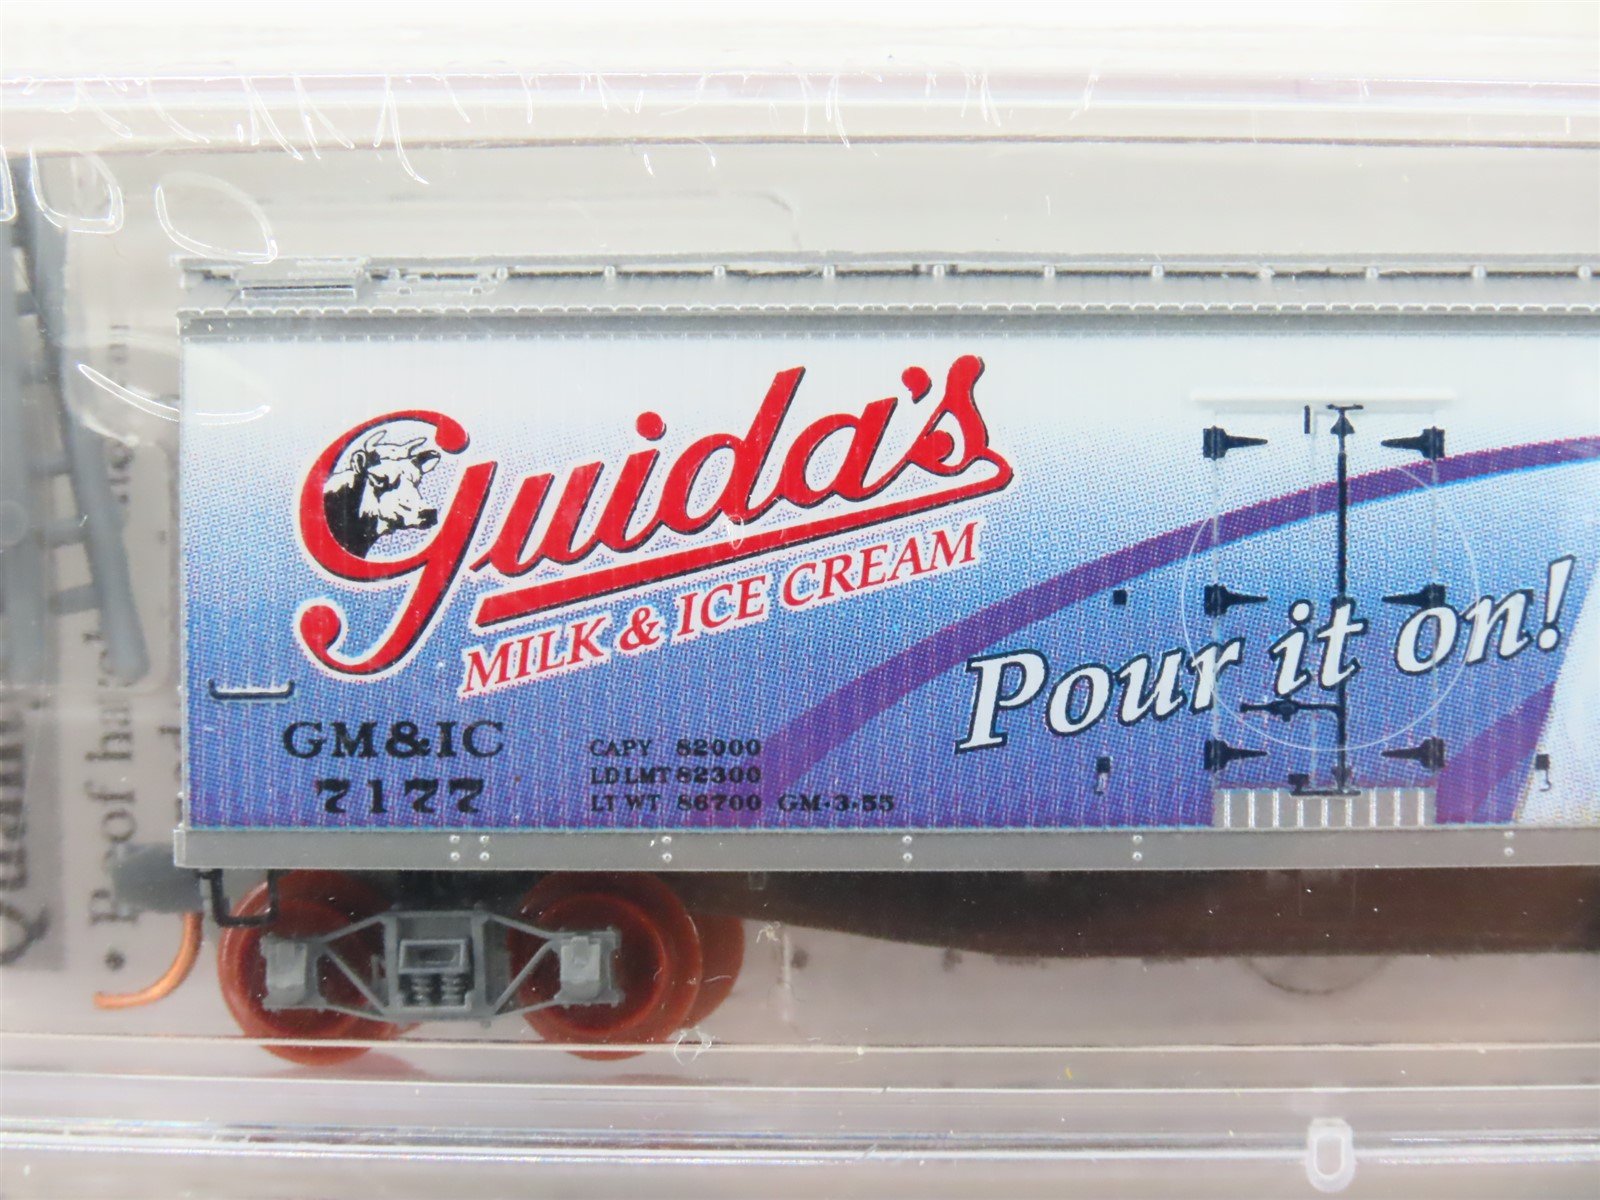 Guida's
MILK & ICE CREAM
Pour it on!
GM&IC
7177
CAPY 82000
LD LMT 82300
LT WT 86700 GM-3-55